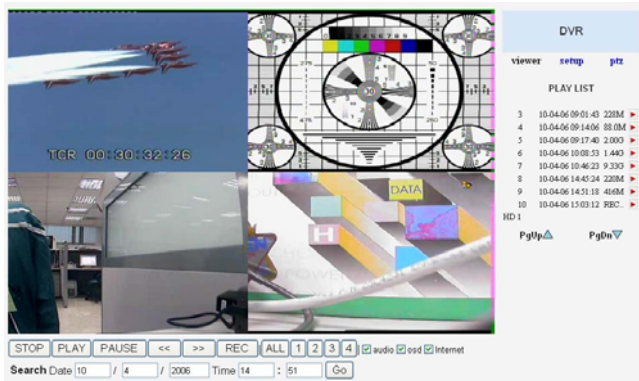 TCR 00:30:32:26
275
DATA
H
DVR
viewer setup ptz
PLAY LIST
3 10-04-06 09:01:43 228M
4 10-04-06 09:14:06 88.0M
5 10-04-06 09:17:40 2.00G
6 10-04-06 10:08:53 1.44G
7 10-04-06 10:46:23 9.33G
8 10-04-06 14:45:24 228M
9 10-04-06 14:51:18 416M
10 10-04-06 15:03:12 REC..
HD 1
PgUp PgDn
STOP PLAY PAUSE << >> REC ALL 1 2 3 4 audio osd Internet
Search Date 10 / 4 / 2006 Time 14 : 51 Go